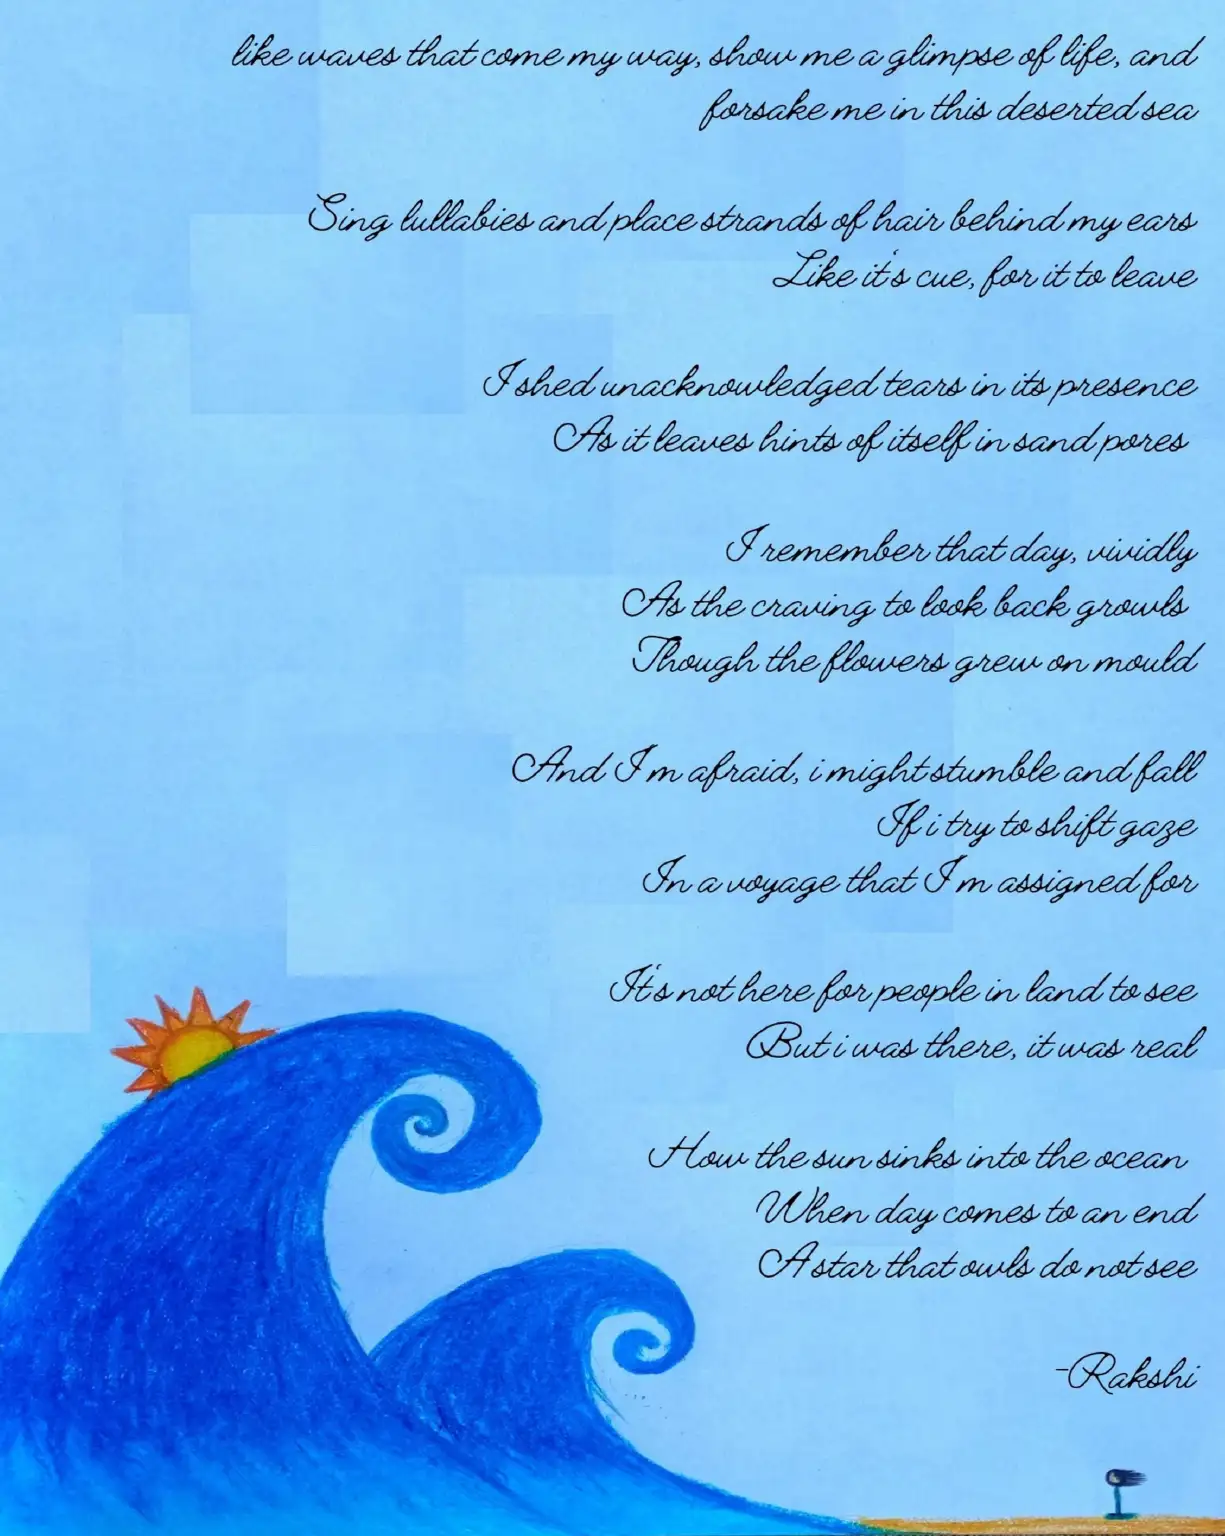 like waves that come my way, show me a glimpse of life, and
forsake me in this deserted sea
Sing lullabies and place strands of hair behind my ears
Like it's cue, for it to leave
I shed unacknowledged tears in its presence
As it leaves hints of itself in sand pores
I remember that day, vividly
As the craving to look back growls
Though the flowers grew on mould
And I m afraid, i might stumble and fall
If i try to shift gaze
In a voyage that I m assigned for
It's not here for people in land to see
But i was there, it was real
How the sun sinks into the ocean
When day comes to an end
A star that owls do not see
-Rakshi